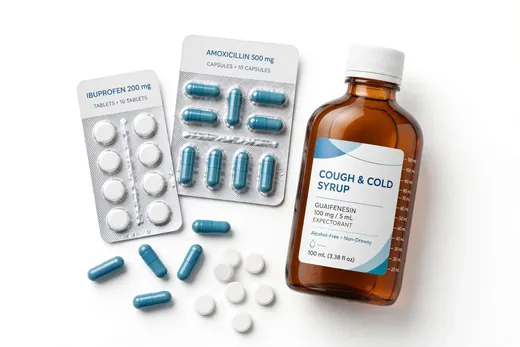 IBUPROFEN 200 mg
TABLETS • 10 TABLETS
AMOXICILLIN 500 mg
CAPSULES • 10 CAPSULES
COUGH & COLD
SYRUP
GUAIFENESIN
100 mg / 5 mL
EXPECTORANT
Alcohol-Free • Non-Drowsy
100 mL (3.38 fl oz)